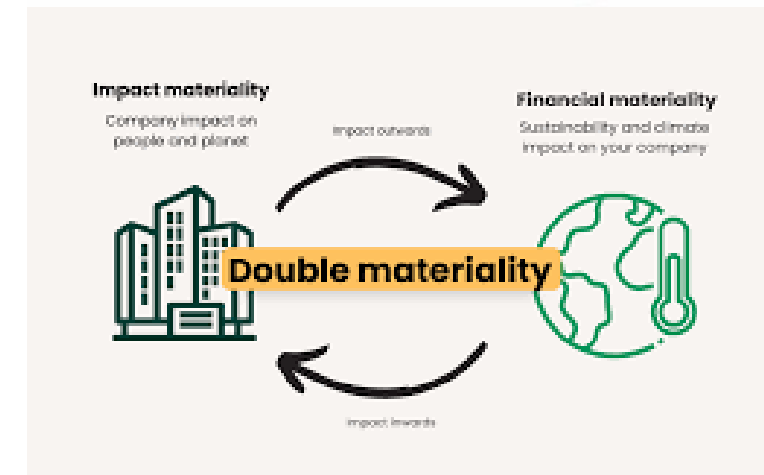 Impact materiality
Company impact on
people and planet
Impact outwards
Financial materiality
Sustainability and climate
impact on your company
Double materiality
Impact inwards